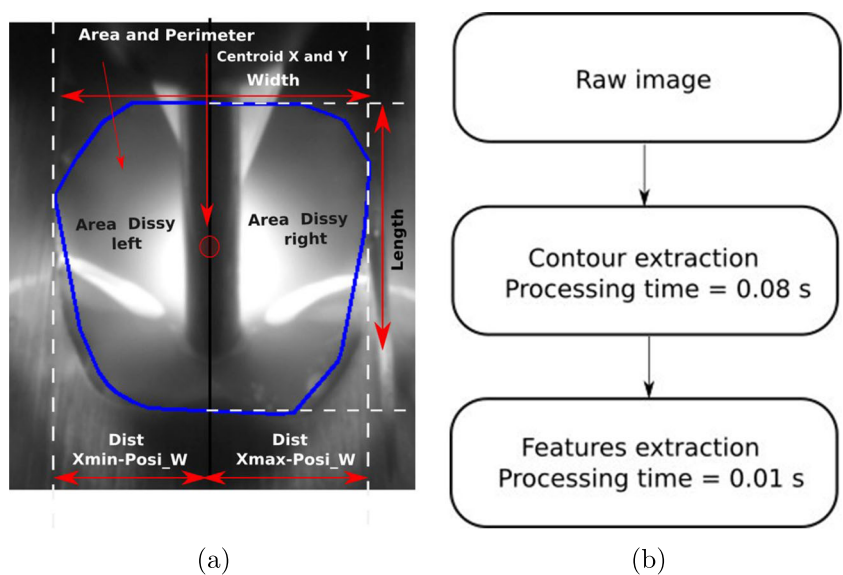 Area and Perimeter
Centroid X and Y
Width
Area Dissy
left
Area Dissy
right
Length
Dist
Xmin-Posi_W
Dist
Xmax-Posi_W
(a)
Raw image
Contour extraction
Processing time = 0.08 s
Features extraction
Processing time = 0.01 s
(b)